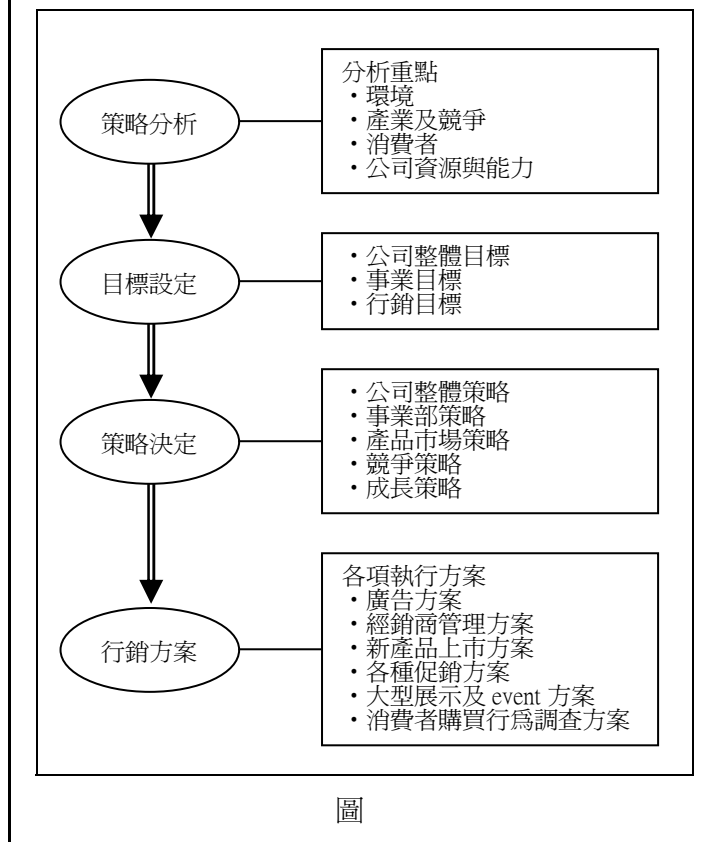 策略分析
分析重點
・環境
・產業及競爭
・消費者
・公司資源與能力
目標設定
・公司整體目標
・事業目標
・行銷目標
策略決定
・公司整體策略
・事業部策略
・產品市場策略
・競爭策略
・成長策略
行銷方案
各項執行方案
・廣告方案
・經銷商管理方案
・新產品上市方案
・各種促銷方案
・大型展示及 event 方案
・消費者購買行爲調查方案
圖